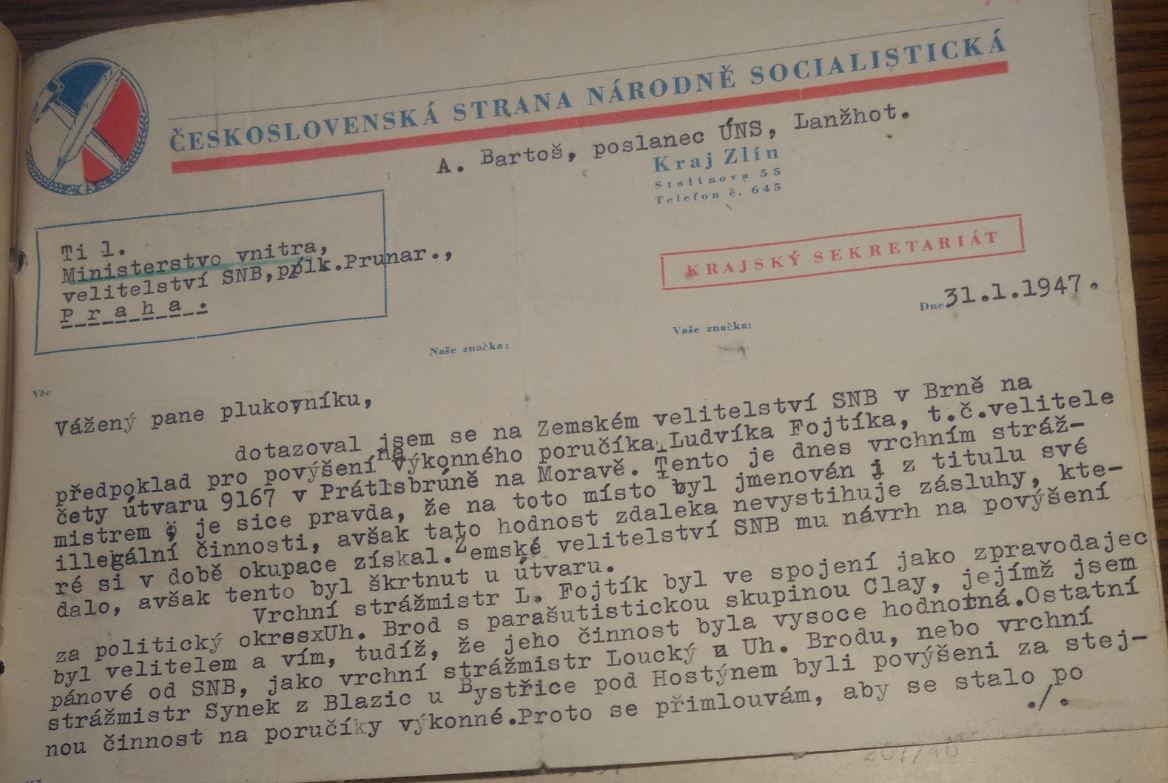 ČESKOSLOVENSKÁ STRANA NÁRODNĚ SOCIALISTICKÁ
A. Bartoš, poslanec ÚNS, Lanžhot.
Kraj Zlín
Stalinova 55
Telefon č. 645
Ti l.
Ministerstvo vnitra,
velitelství SNB, pplk. Prunar.,
P r a h a .
KRAJSKÝ SEKRETARIÁT
Dne 31.1.1947.
Naše značka:
Vaše značka:
Věc
Vážený pane plukovníku,
dotazoval jsem se na Zemském velitelství SNB v Brně na
předpoklad pro povýšení na výkonného poručíka Ludvíka Fojtíka, t.č.velitele
čety útvaru 9167 v Prátlsbrúně na Moravě. Tento je dnes vrchním stráž-
mistrem a je sice pravda, že na toto místo byl jmenován i z titulu své
illegální činnosti, avšak tato hodnost zdaleka nevystihuje zásluhy, kte-
ré si v době okupace získal. Zemské velitelství SNB mu návrh na povýšení
dalo, avšak tento byl škrtnut u útvaru.
Vrchní strážmistr L. Fojtík byl ve spojení jako zpravodajec
za politický okrssxUh. Brod s parašutistickou skupinou Clay, jejímž jsem
byl velitelem a vím, tudíž, že jeho činnost byla vysoce hodnotná.Ostatní
pánové od SNB, jako vrchní strážmistr Loucký u Uh. Brodu, nebo vrchní
strážmistr Synek z Blazic u Bystřice pod Hostýnem byli povýšeni za stej-
nou činnost na poručíky výkonné.Proto se přimlouvám, aby se stalo po
./.